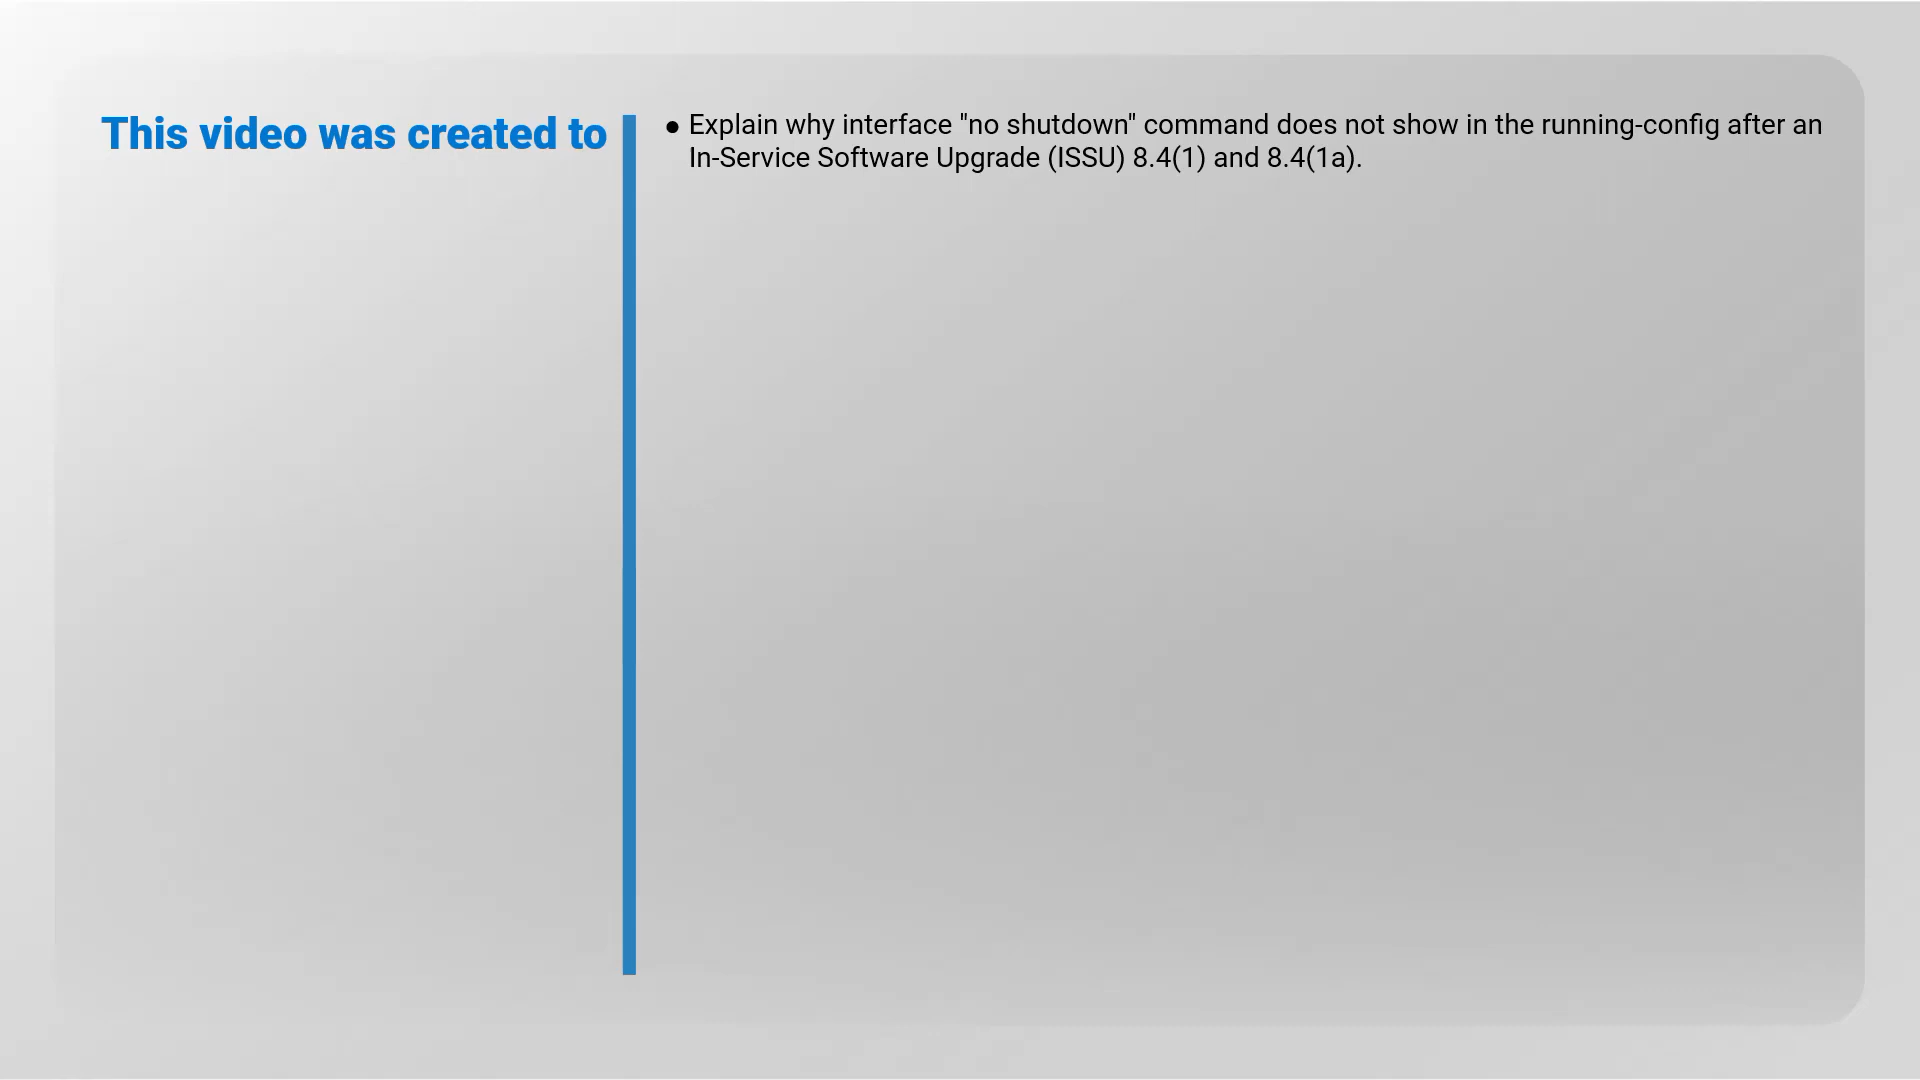 This video was created to
● Explain why interface "no shutdown" command does not show in the running-config after an
In-Service Software Upgrade (ISSU) 8.4(1) and 8.4(1a).